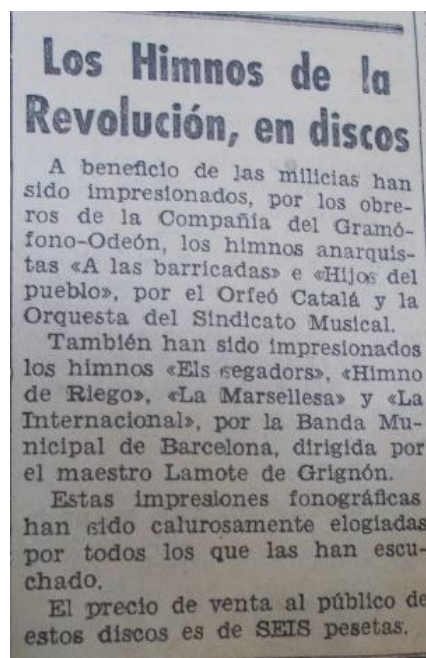 Los Himnos de la
Revolución, en discos
A beneficio de las milicias han
sido impresionados, por los obre-
ros de la Compañía del Gramó-
fono-Odeón, los himnos anarquis-
tas «A las barricadas» e «Hijos del
pueblo», por el Orfeó Catalá y la
Orquesta del Sindicato Musical.
También han sido impresionados
los himnos «Els segadors», «Himno
de Riego», «La Marsellesa» y «La
Internacional», por la Banda Mu-
nicipal de Barcelona, dirigida por
el maestro Lamote de Grignón.
Estas impresiones fonográficas
han sido calurosamente elogiadas
por todos los que las han escu-
chado.
El precio de venta al público de
estos discos es de SEIS pesetas.